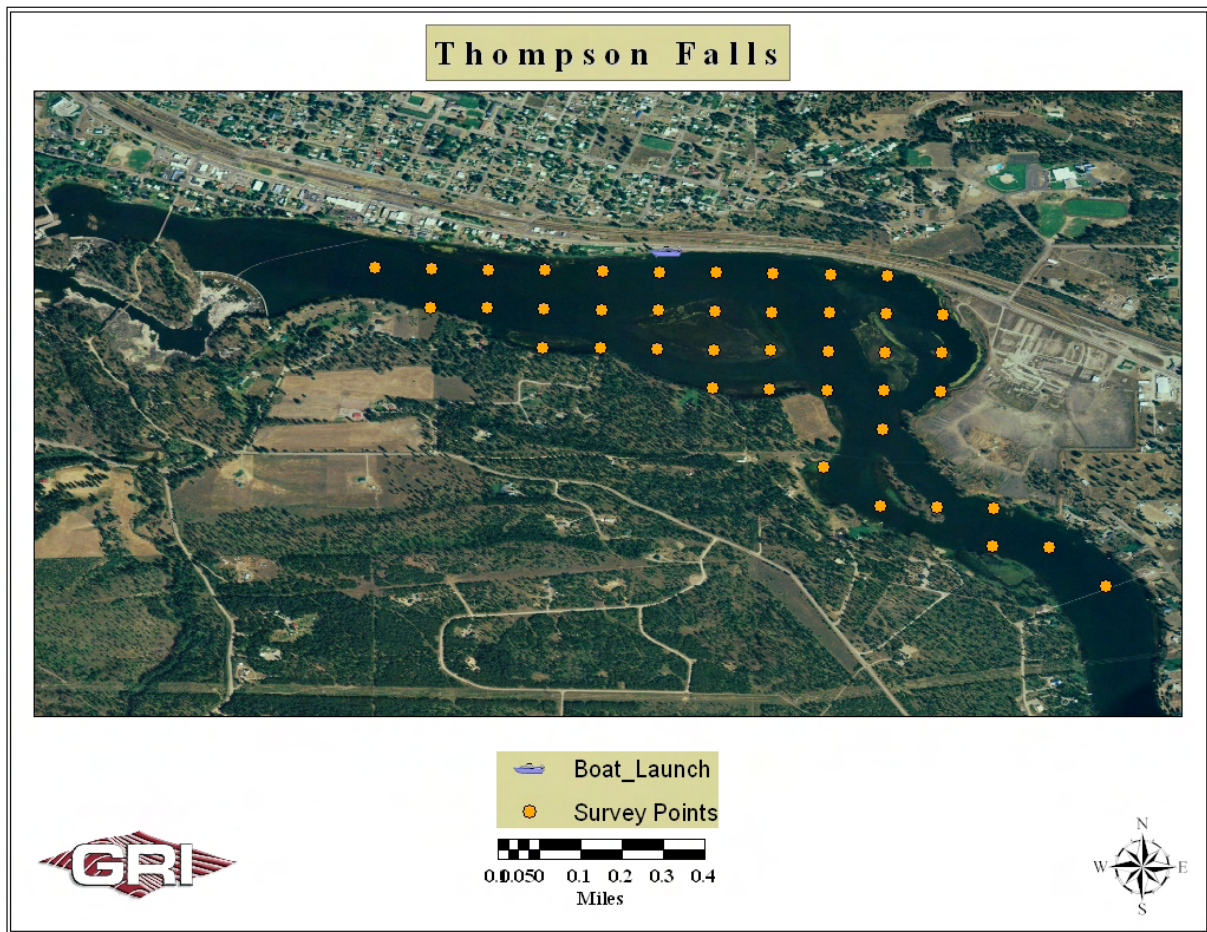 Thompson Falls
Boat_Launch
Survey Points
0.1 0.2 0.3 0.4
Miles
GRI
N
W E
S